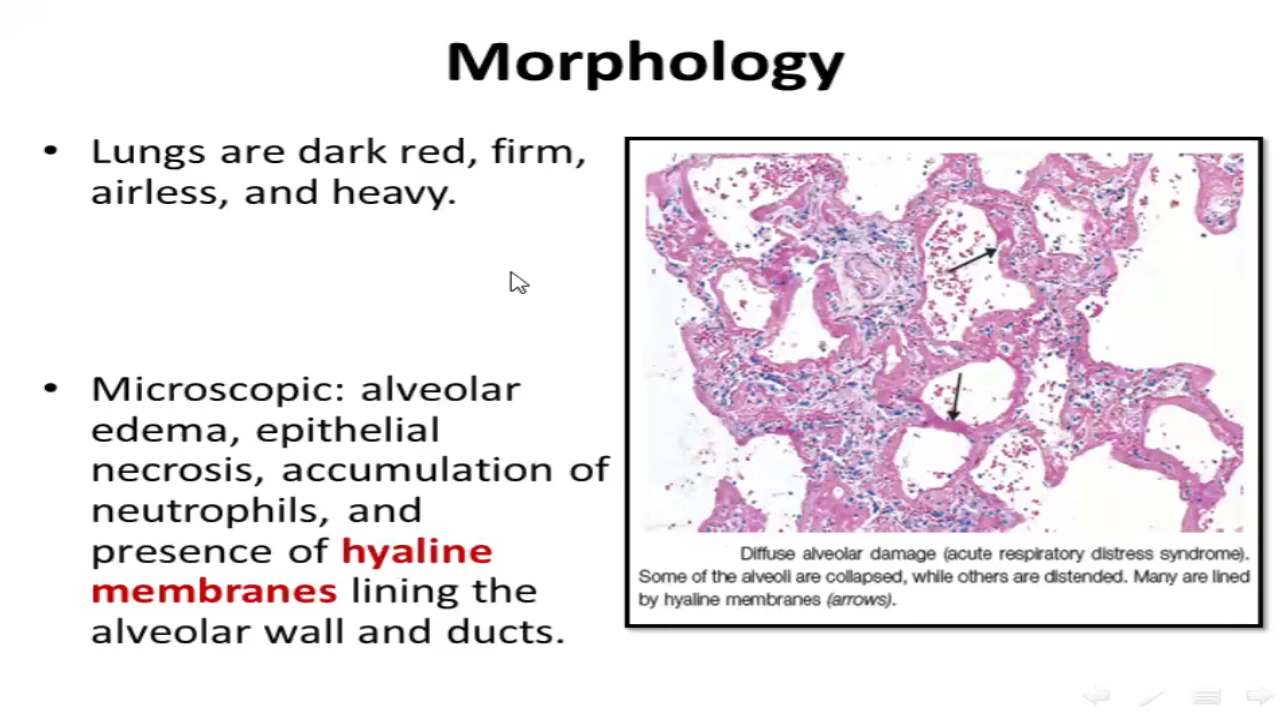 Morphology
• Lungs are dark red, firm,
airless, and heavy.
• Microscopic: alveolar
edema, epithelial
necrosis, accumulation of
neutrophils, and
presence of hyaline
membranes lining the
alveolar wall and ducts.
Diffuse alveolar damage (acute respiratory distress syndrome).
Some of the alveoli are collapsed, while others are distended. Many are lined
by hyaline membranes (arrows).